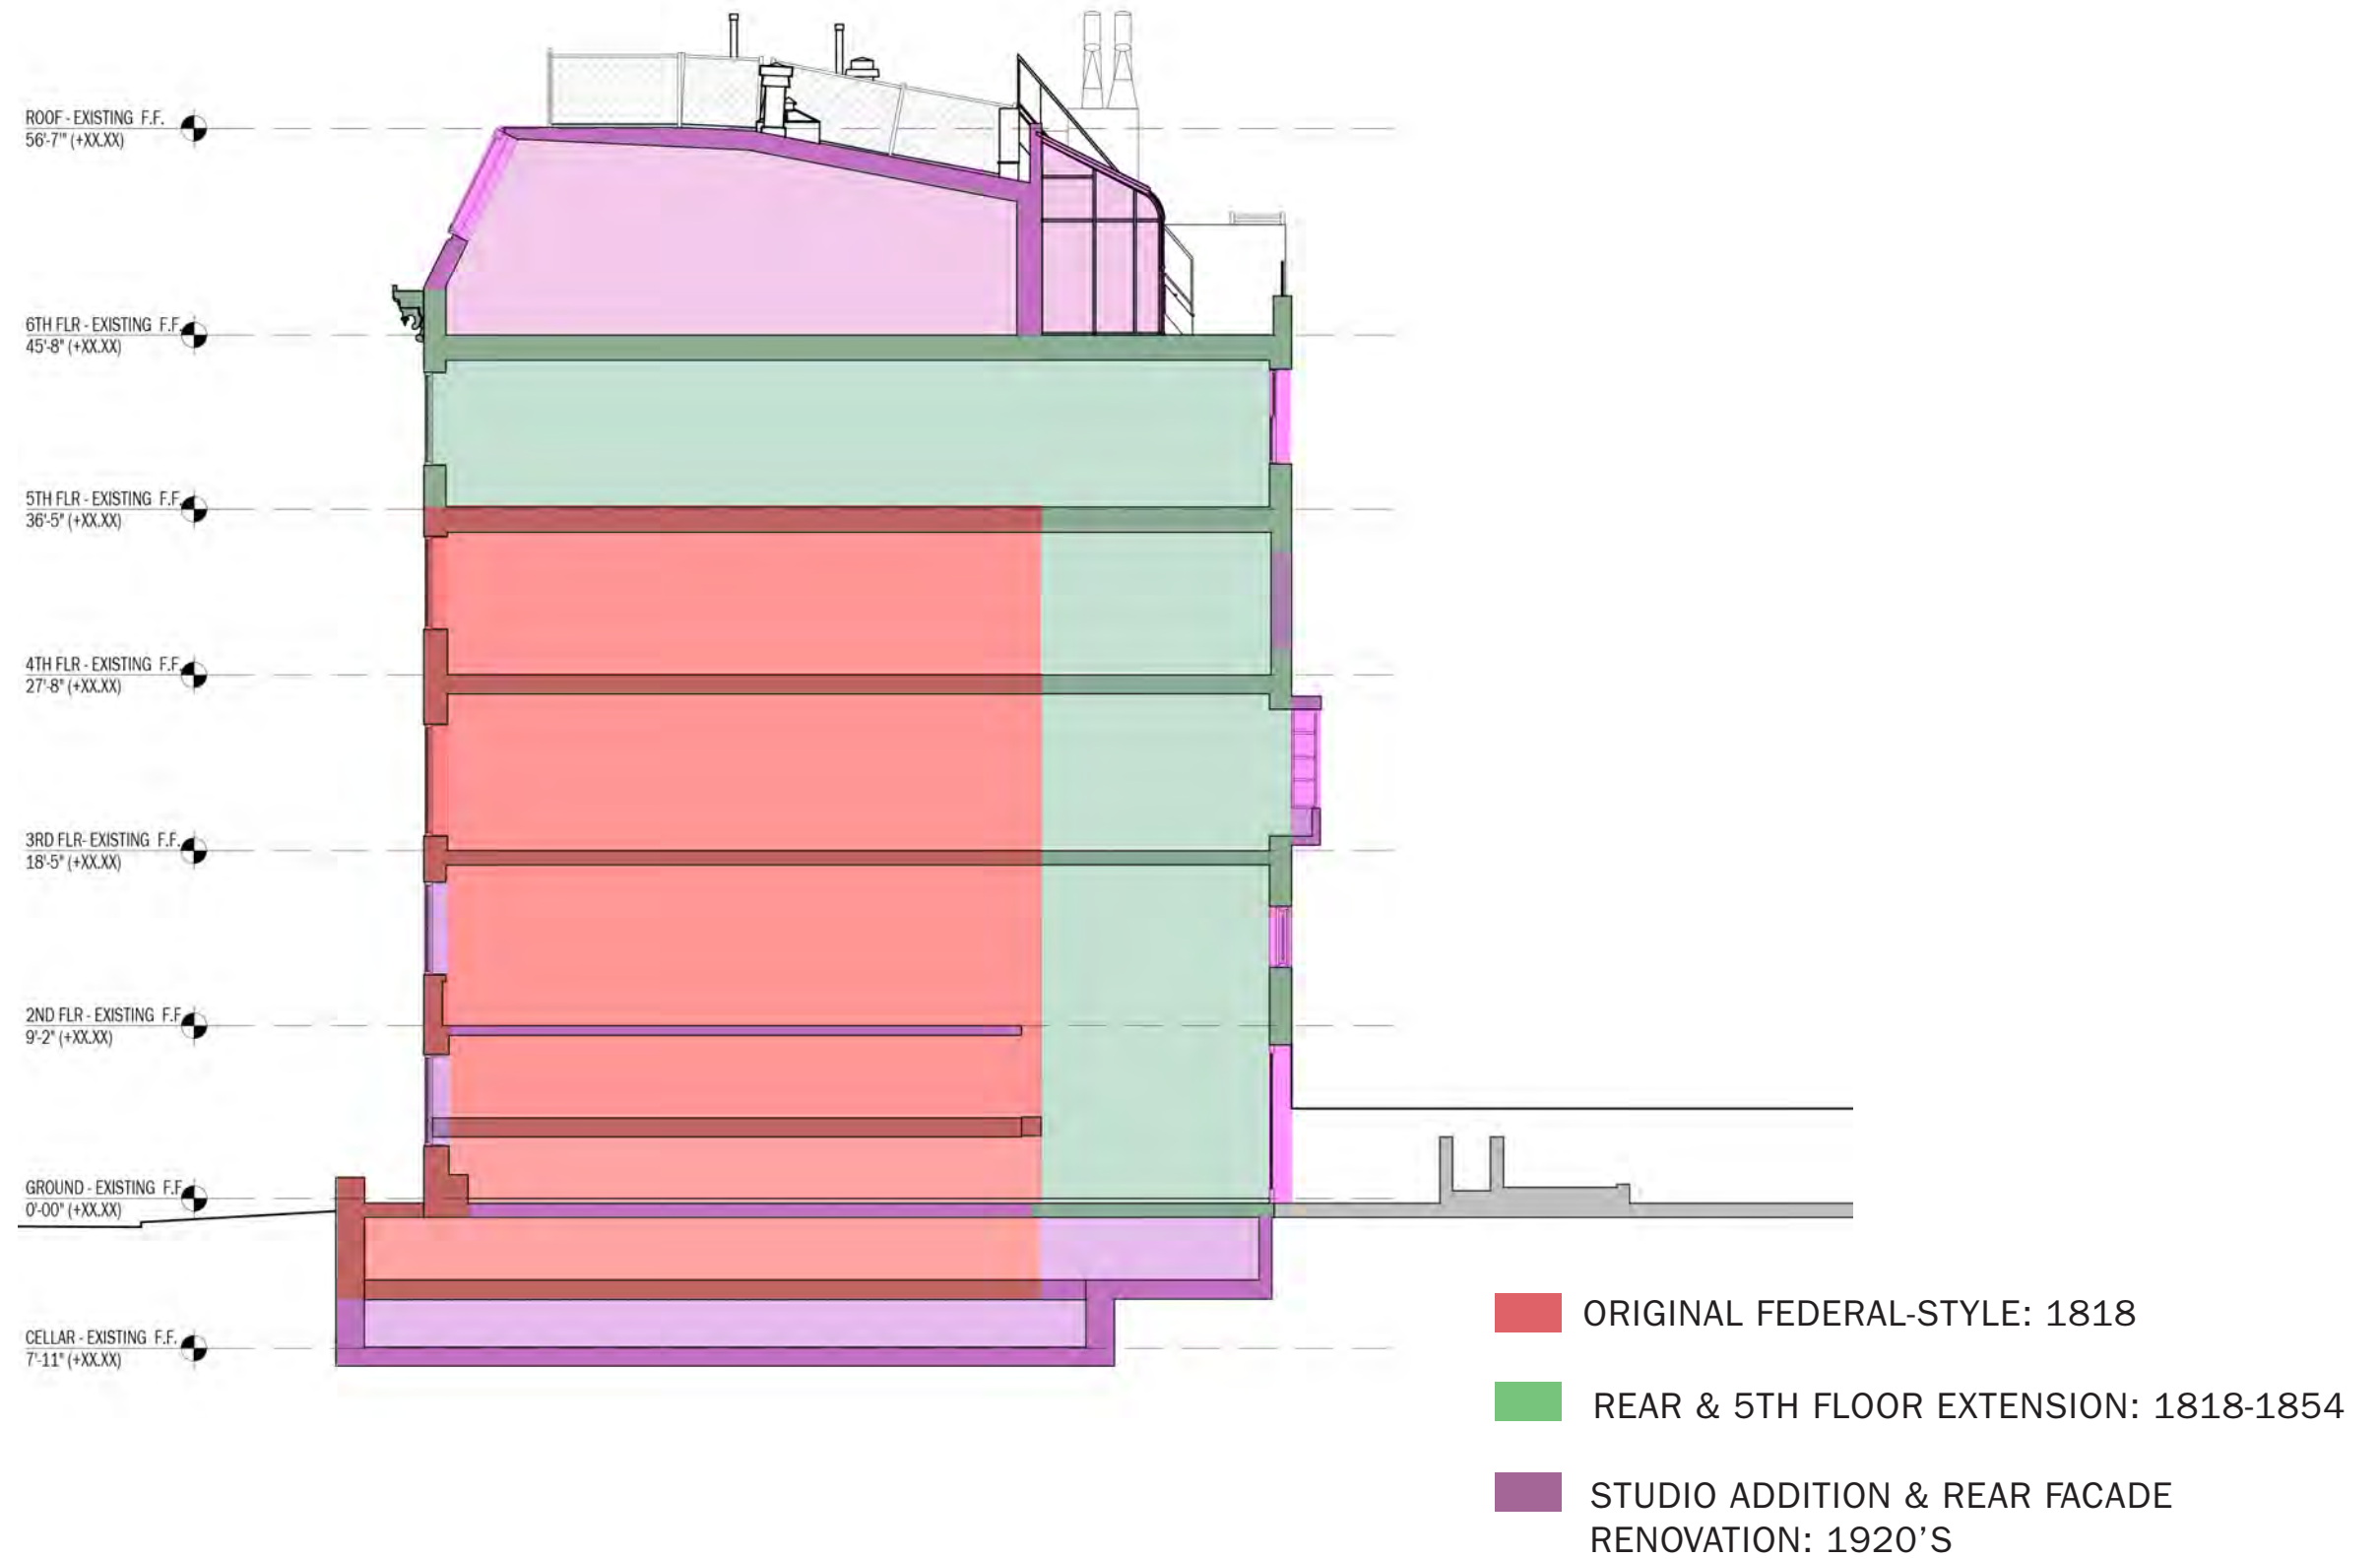 ROOF - EXISTING F.F.
56'-7'" (+XX.XX)
6TH FLR - EXISTING F.F.
45'-8" (+XX.XX)
5TH FLR - EXISTING F.F.
36'-5" (+XX.XX)
4TH FLR - EXISTING F.F.
27'-8" (+XX.XX)
3RD FLR- EXISTING F.F.
18'-5" (+XX.XX)
2ND FLR - EXISTING F.F.
9'-2" (+XX.XX)
GROUND - EXISTING F.F.
0'-00" (+XX.XX)
CELLAR - EXISTING F.F.
7'-11" (+XX.XX)
ORIGINAL FEDERAL-STYLE: 1818
REAR & 5TH FLOOR EXTENSION: 1818-1854
STUDIO ADDITION & REAR FACADE
RENOVATION: 1920'S